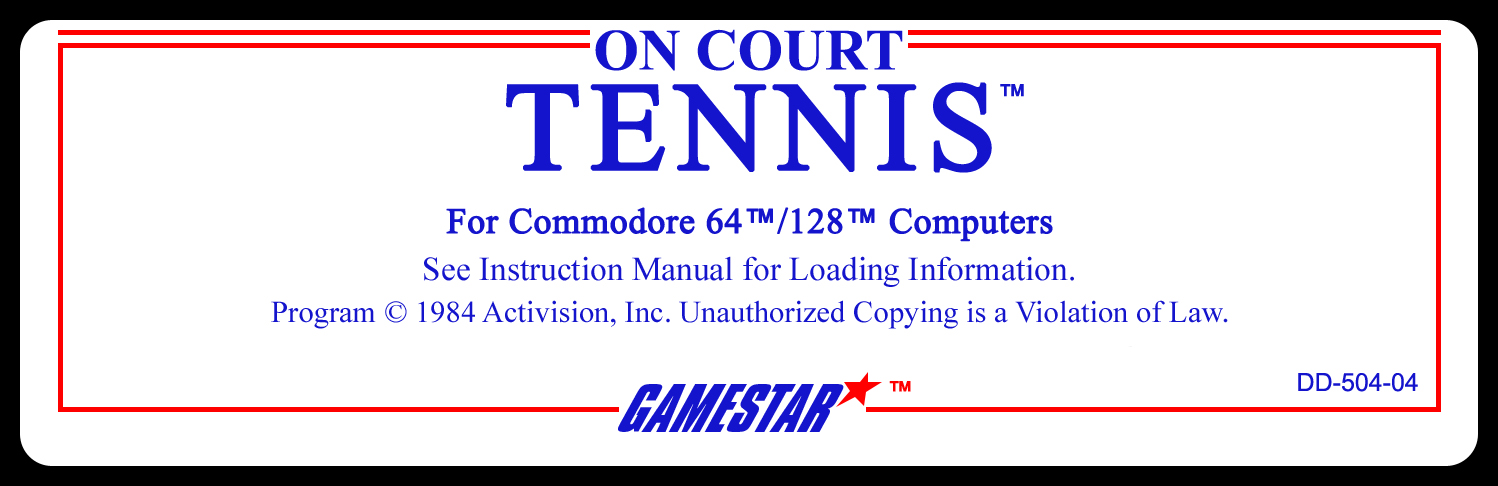 ON COURT
TENNIS™
For Commodore 64™/128™ Computers
See Instruction Manual for Loading Information.
Program © 1984 Activision, Inc. Unauthorized Copying is a Violation of Law.
DD-504-04
GAMESTAR™